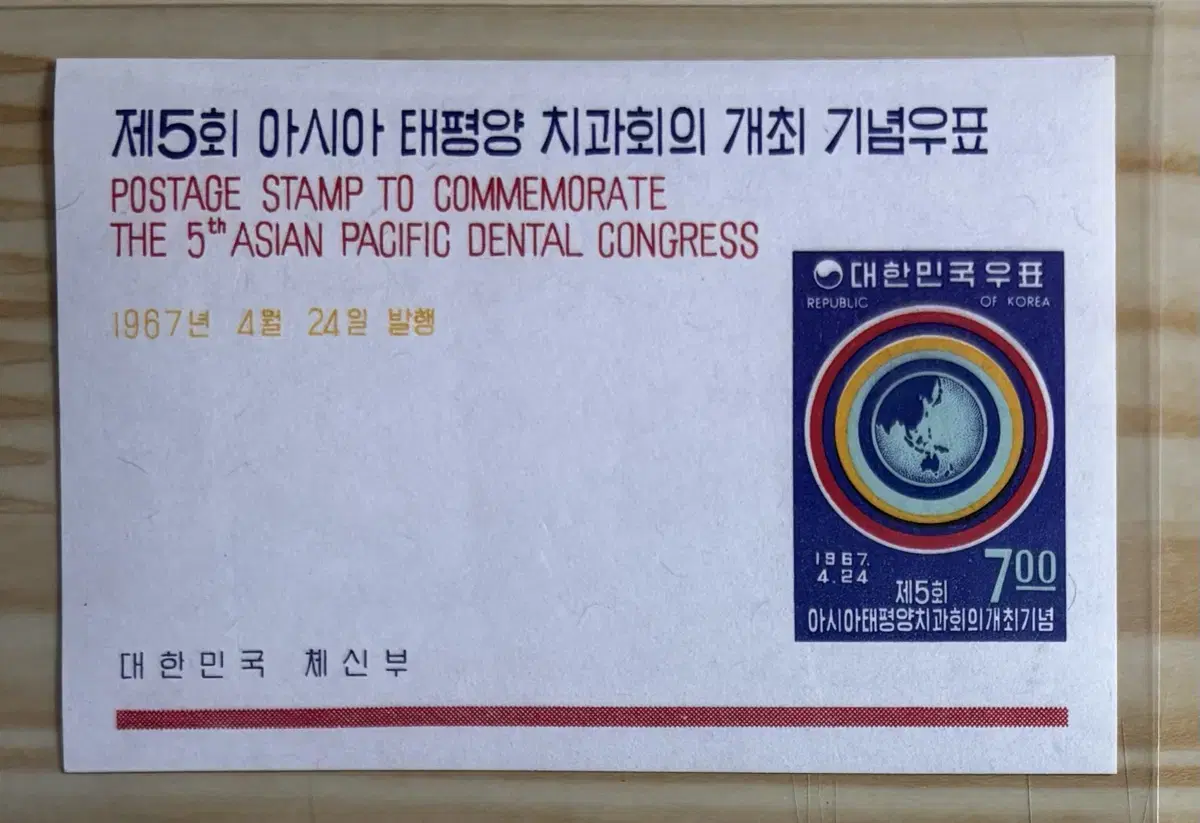 제5회 아시아 태평양 치과회의 개최 기념우표
POSTAGE STAMP TO COMMEMORATE
THE 5th ASIAN PACIFIC DENTAL CONGRESS
1967년 4월 24일 발행
대한민국우표
REPUBLIC OF KOREA
1967.
4.24
700
제5회
아시아태평양치과회의개최기념
대한민국 체신부